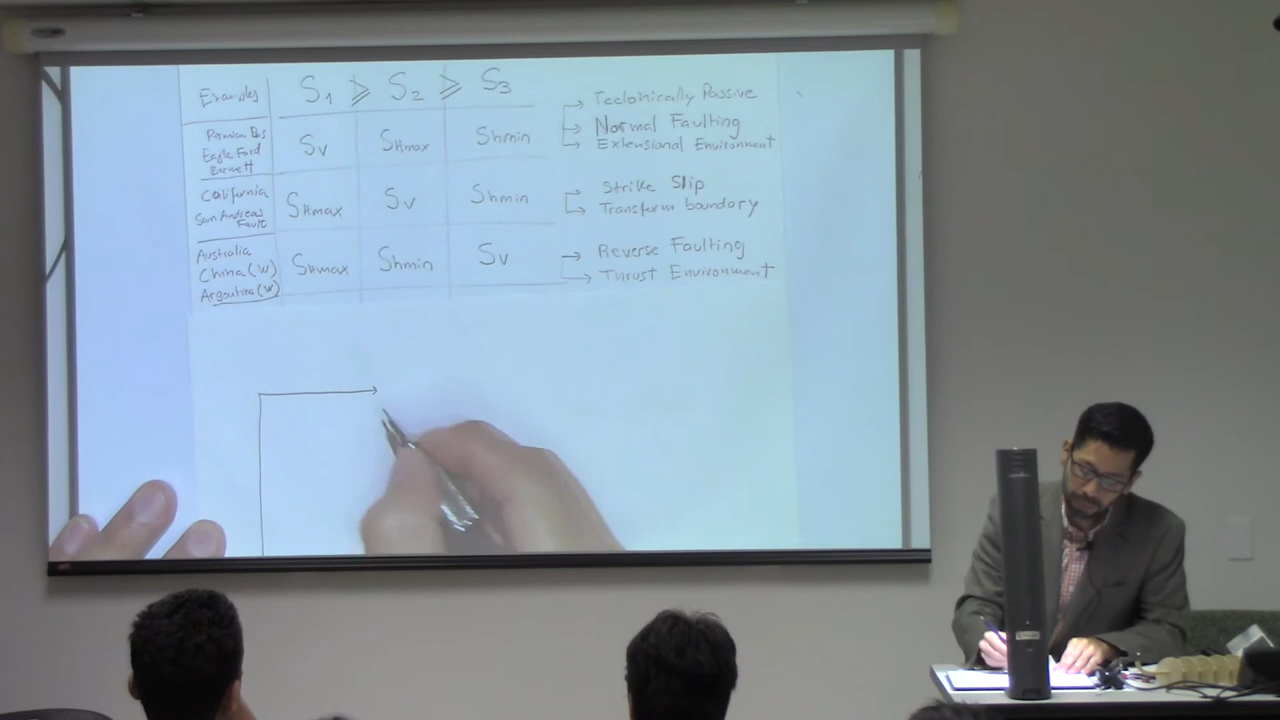 Examples S1 ≥ S2 ≥ S3
Tectonically Passive
Normal Faulting
Extensional Environment
Permian Bas
Eagle Ford
Barnett
Sv SHmax Shmin
California
San Andreas
Fault
SHmax Sv Shmin
Strike Slip
Transform boundary
Australia
China (W)
Argentina (W)
SHmax Shmin Sv
Reverse Faulting
Thrust Environment